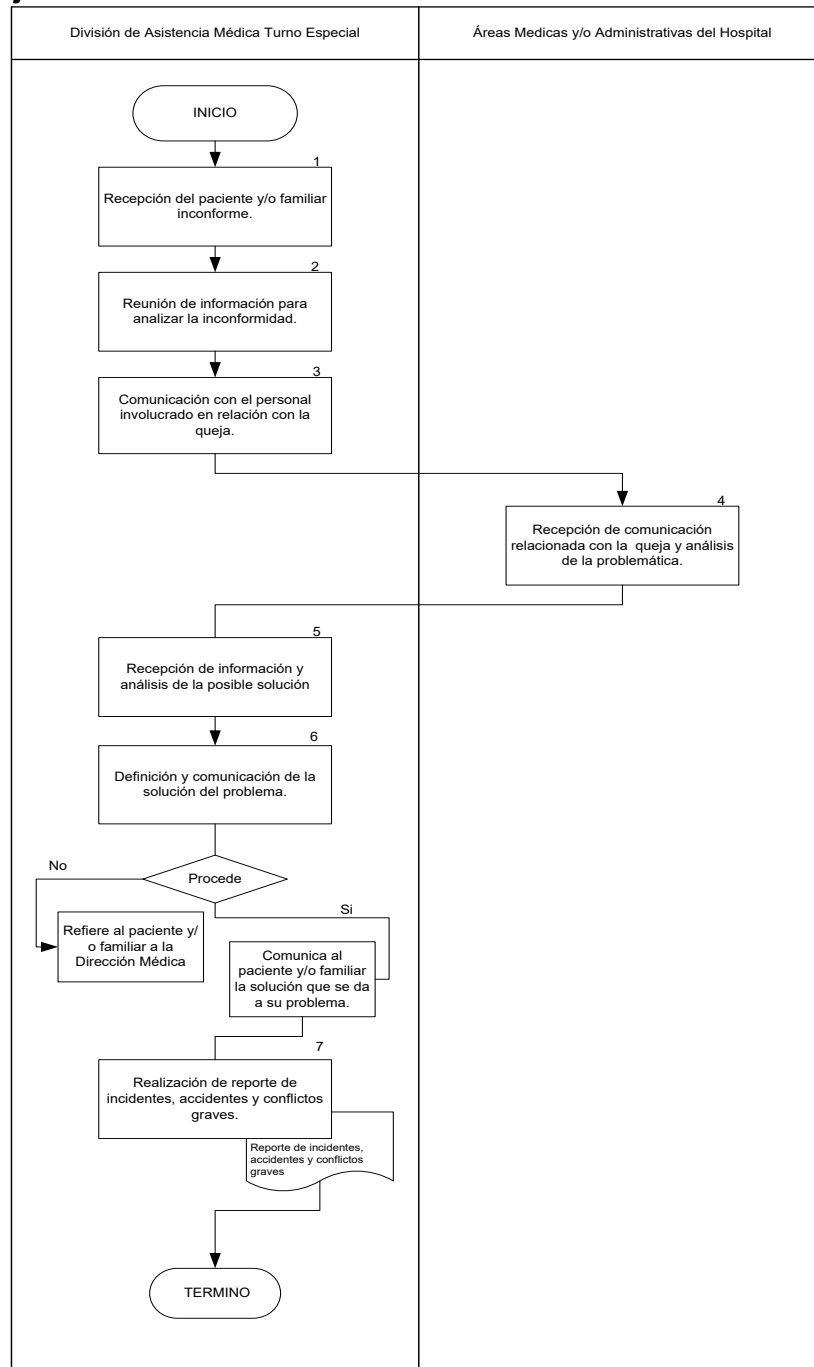 División de Asistencia Médica Turno Especial
Áreas Medicas y/o Administrativas del Hospital
INICIO
1
Recepción del paciente y/o familiar
inconforme.
2
Reunión de información para
analizar la inconformidad.
3
Comunicación con el personal
involucrado en relación con la
queja.
4
Recepción de comunicación
relacionada con la queja y análisis
de la problemática.
5
Recepción de información y
análisis de la posible solución
6
Definición y comunicación de la
solución del problema.
No
Procede
Si
Refiere al paciente y/
o familiar a la
Dirección Médica
Comunica al
paciente y/o familiar
la solución que se da
a su problema.
7
Realización de reporte de
incidentes, accidentes y conflictos
graves.
Reporte de incidentes,
accidentes y conflictos
graves
TERMINO